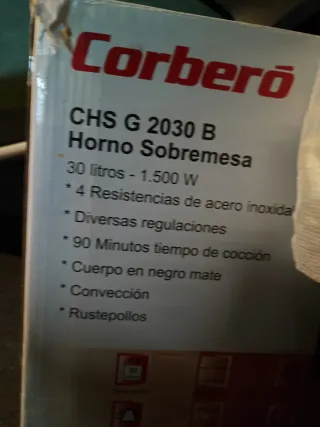 Corberó
CHS G 2030 B
Horno Sobremesa
30 litros - 1.500 W
* 4 Resistencias de acero inoxida
* Diversas regulaciones
* 90 Minutos tiempo de cocción
* Cuerpo en negro mate
* Convección
* Rustepollos